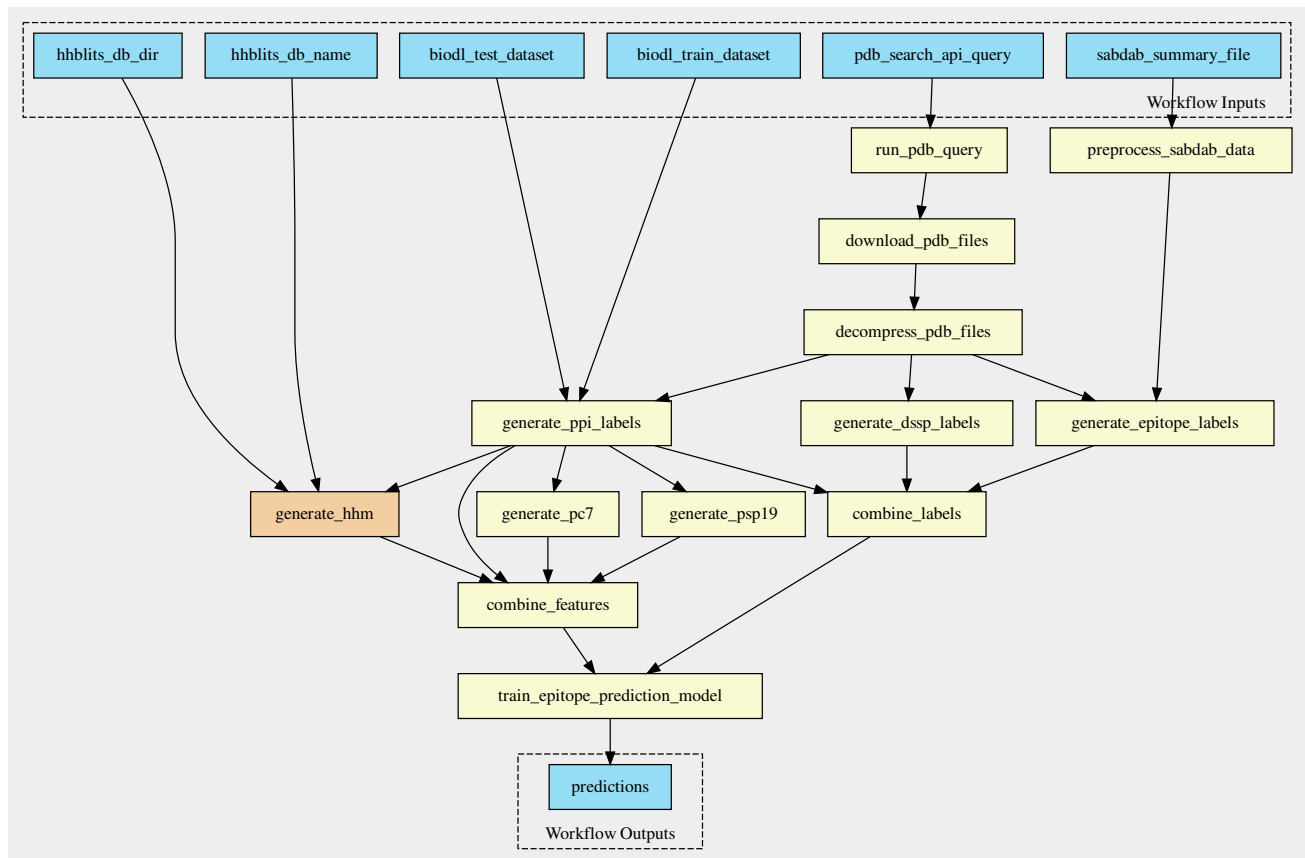 hhblits_db_dir
hhblits_db_name
biodl_test_dataset
biodl_train_dataset
pdb_search_api_query
sabdab_summary_file
Workflow Inputs
run_pdb_query
preprocess_sabdab_data
download_pdb_files
decompress_pdb_files
generate_ppi_labels
generate_dssp_labels
generate_epitope_labels
generate_hhm
generate_pc7
generate_psp19
combine_labels
combine_features
train_epitope_prediction_model
predictions
Workflow Outputs